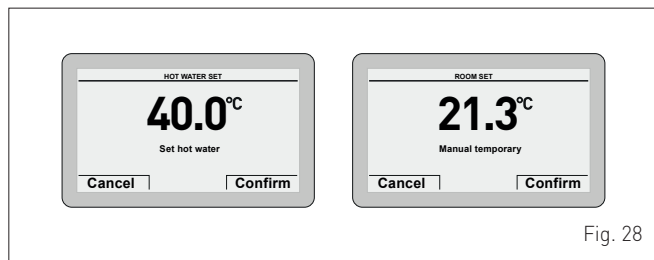 HOT WATER SET
40.0°C
Set hot water
Cancel Confirm
ROOM SET
21.3°C
Manual temporary
Cancel Confirm
Fig. 28